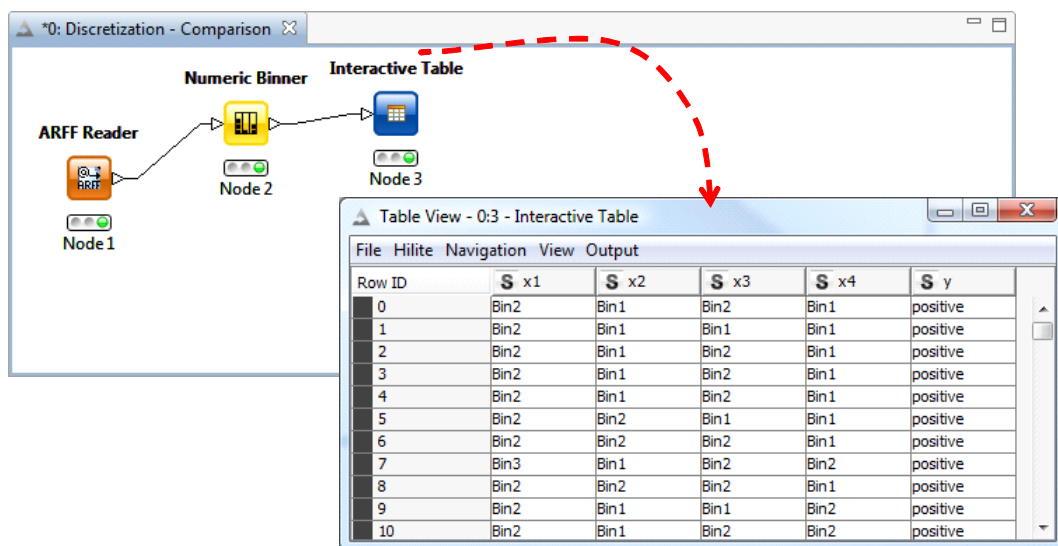 *0: Discretization - Comparison
Numeric Binner
Interactive Table
ARFF Reader
ARFF
Node 2
Node 3
Node 1
Table View - 0:3 - Interactive Table
File Hilite Navigation View Output
Row ID S x1 S x2 S x3 S x4 S y
0 Bin2 Bin1 Bin2 Bin1 positive
1 Bin2 Bin1 Bin1 Bin1 positive
2 Bin2 Bin1 Bin2 Bin1 positive
3 Bin2 Bin1 Bin2 Bin1 positive
4 Bin2 Bin1 Bin2 Bin1 positive
5 Bin2 Bin2 Bin1 Bin1 positive
6 Bin2 Bin2 Bin2 Bin1 positive
7 Bin3 Bin1 Bin2 Bin2 positive
8 Bin2 Bin2 Bin2 Bin1 positive
9 Bin2 Bin1 Bin1 Bin2 positive
10 Bin2 Bin1 Bin2 Bin2 positive